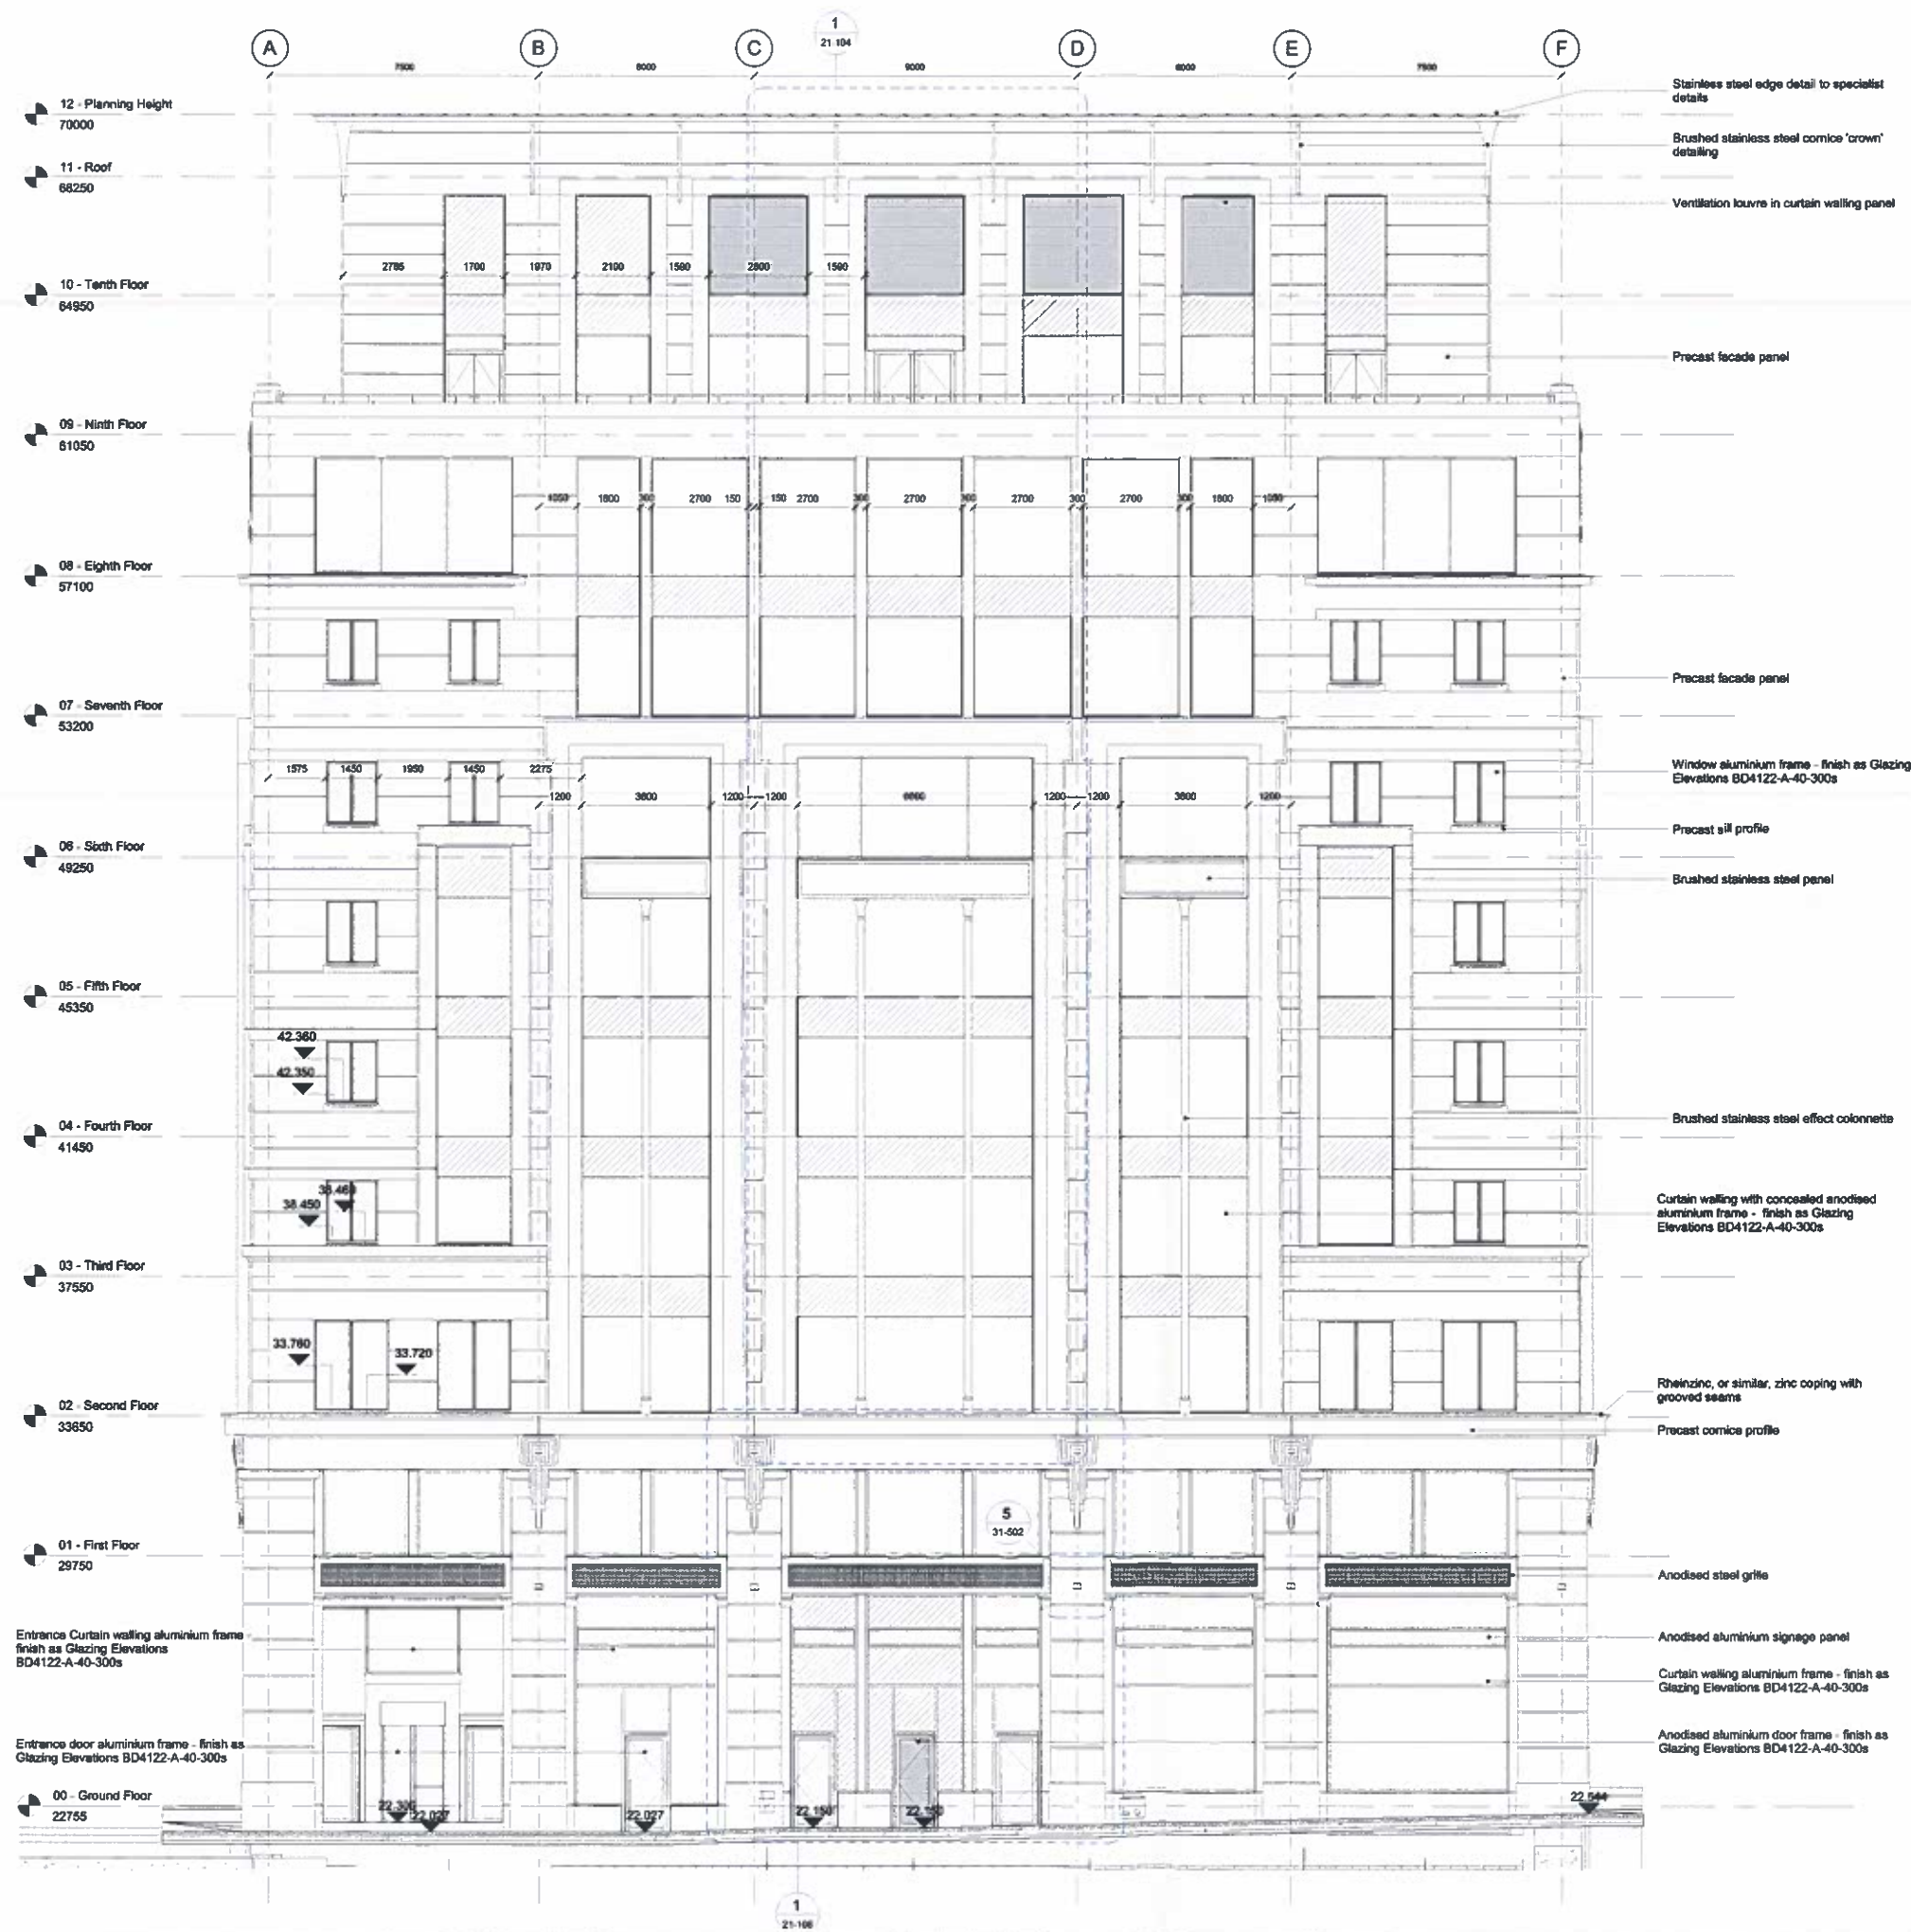 1
21-104
A
B
C
D
E
F
7500
6000
9000
6000
7500
12 - Planning Height
70000
11 - Roof
68250
10 - Tenth Floor
64950
09 - Ninth Floor
61050
08 - Eighth Floor
57100
07 - Seventh Floor
53200
06 - Sixth Floor
49250
05 - Fifth Floor
45350
04 - Fourth Floor
41450
03 - Third Floor
37550
02 - Second Floor
33650
01 - First Floor
29750
00 - Ground Floor
22755
2785
1700
1970
2100
1590
2800
1590
1050
1800
300
2700
150
150
2700
300
2700
300
2700
300
2700
300
1800
1050
1575
1450
1950
1450
2275
1200
3600
1200
1200
6600
1200
1200
3600
1200
42.360
42.350
38.460
38.450
33.760
33.720
5
31-502
Entrance Curtain walling aluminium frame
finish as Glazing Elevations
BD4122-A-40-300s
Entrance door aluminium frame - finish as
Glazing Elevations BD4122-A-40-300s
22.300
22.027
22.027
22.150
22.150
22.544
Stainless steel edge detail to specialist
details
Brushed stainless steel cornice 'crown'
detailing
Ventilation louvre in curtain walling panel
Precast facade panel
Precast facade panel
Window aluminium frame - finish as Glazing
Elevations BD4122-A-40-300s
Precast sill profile
Brushed stainless steel panel
Brushed stainless steel effect colonnette
Curtain walling with concealed anodised
aluminium frame - finish as Glazing
Elevations BD4122-A-40-300s
Rheinzinc, or similar, zinc coping with
grooved seams
Precast cornice profile
Anodised steel grille
Anodised aluminium signage panel
Curtain walling aluminium frame - finish as
Glazing Elevations BD4122-A-40-300s
Anodised aluminium door frame - finish as
Glazing Elevations BD4122-A-40-300s
1
21-106